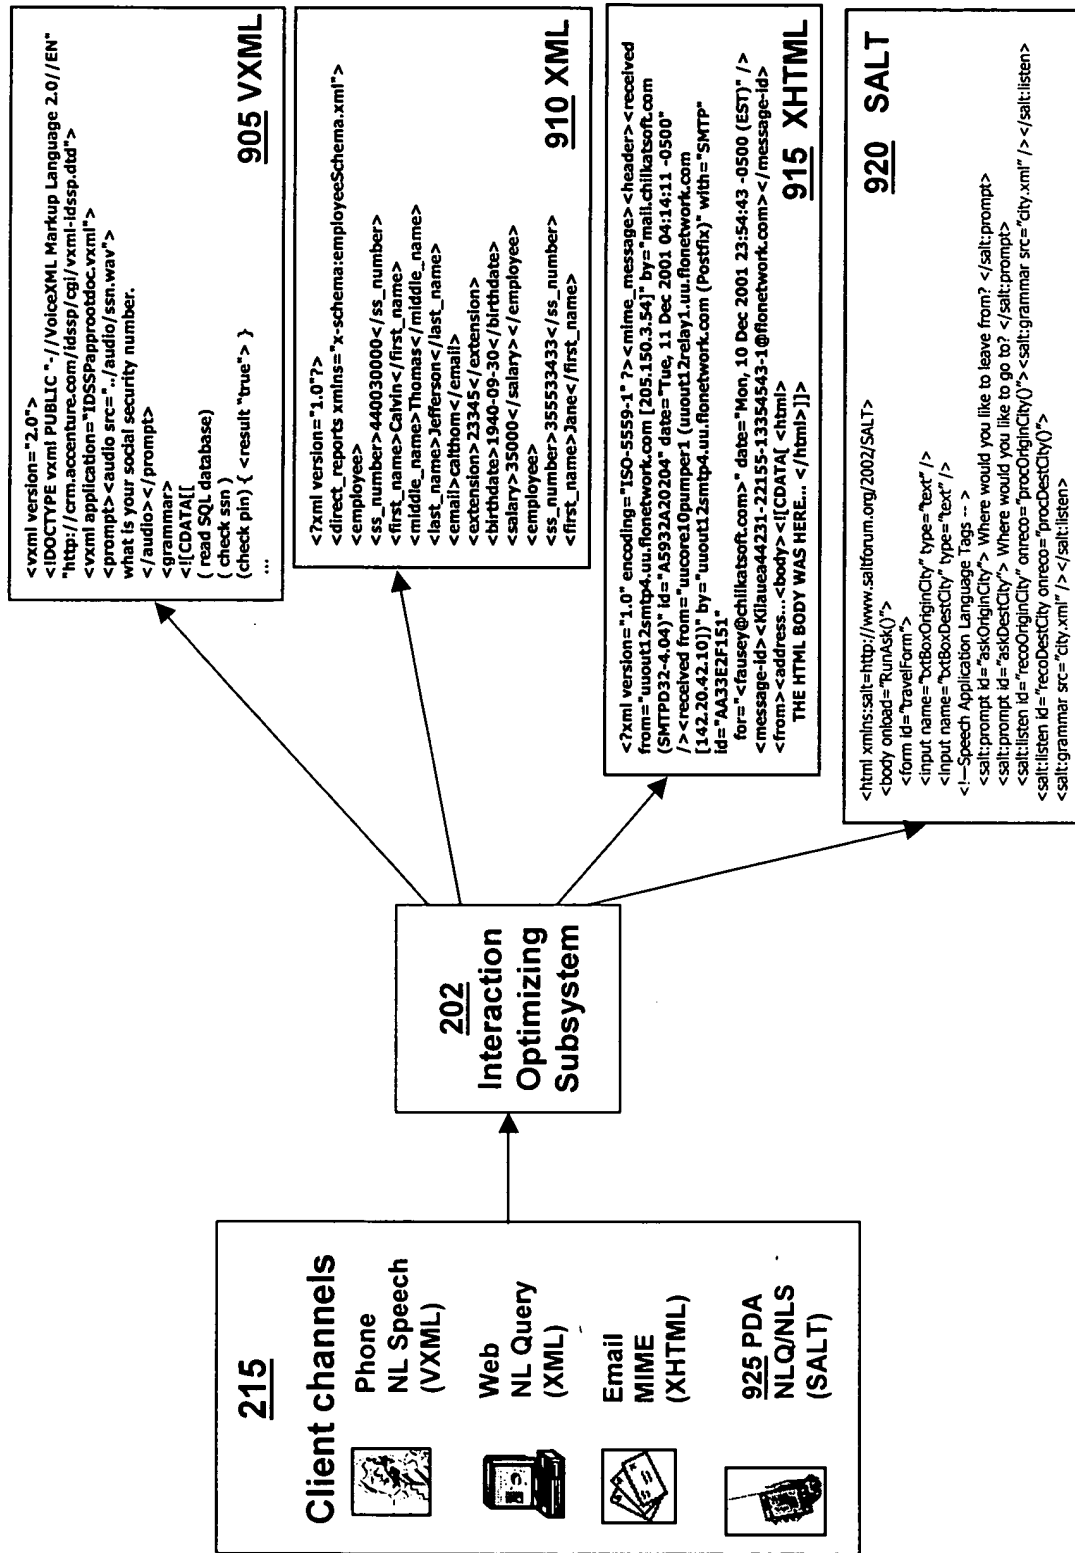 215
Client channels
Phone
NL Speech
(VXML)
Web
NL Query
(XML)
Email
MIME
(XHTML)
925 PDA
NLQ/NLS
(SALT)
202
Interaction
Optimizing
Subsystem
<vxml version="2.0">
<!DOCTYPE vxml PUBLIC "-//VoiceXML Markup Language 2.0//EN"
"http://crm.accenture.com/idssp/cgi/vxml-idssp.dtd">
<vxml application="IDSSPapprootdoc.vxml">
<prompt><audio src="../audio/ssn.wav">
what is your social security number.
</audio></prompt>
<grammar>
<![CDATA[[
( read SQL database)
( check ssn )
(check pin) { <result "true"> }
...
905 VXML
<?xml version="1.0"?>
<direct_reports xmlns="x-schema:employeeSchema.xml">
<employee>
<ss_number>440030000</ss_number>
<first_name>Calvin</first_name>
<middle_name>Thomas</middle_name>
<last_name>Jefferson</last_name>
<email>calthom</email>
<extension>23345</extension>
<birthdate>1940-09-30</birthdate>
<salary>35000</salary></employee>
<employee>
<ss_number>355533433</ss_number>
<first_name>Jane</first_name>
910 XML
<?xml version="1.0" encoding="ISO-5559-1" ?><mime_message><header><received
from="uuout12smtp4.uu.flonetwork.com [205.150.3.54]" by="mail.chilkatsoft.com
(SMTPD32-4.04)" id="A5932A20204" date="Tue, 11 Dec 2001 04:14:11 -0500"
/><received from="uucore10pumper1 (uuout12relay1.uu.flonetwork.com
[142.20.42.10])" by="uuout12smtp4.uu.flonetwork.com (Postfix)" with="SMTP"
id="AA33E2F151"
for="<fausey@chilkatsoft.com>" date="Mon, 10 Dec 2001 23:54:43 -0500 (EST)" />
<message-id><Kilauea44231-22155-13354543-1@flonetwork.com></message-id>
<from><address...<body><![CDATA[ <html>
THE HTML BODY WAS HERE... </html>]]>
915 XHTML
<html xmlns:salt=http://www.saltforum.org/2002/SALT>
<body onload="RunAsk()">
<form id="travelForm">
<input name="txtBoxOriginCity" type="text" />
<input name="txtBoxDestCity" type="text" />
<!--Speech Application Language Tags -- >
<salt:prompt id="askOriginCity"> Where would you like to leave from? </salt:prompt>
<salt:prompt id="askDestCity"> Where would you like to go to? </salt:prompt>
<salt:listen id="recoOriginCity" onreco="procOriginCity()"><salt:grammar src="city.xml" /></salt:listen>
<salt:listen id="recoDestCity onreco="procDestCity()">
<salt:grammar src="city.xml" /></salt:listen>
920 SALT